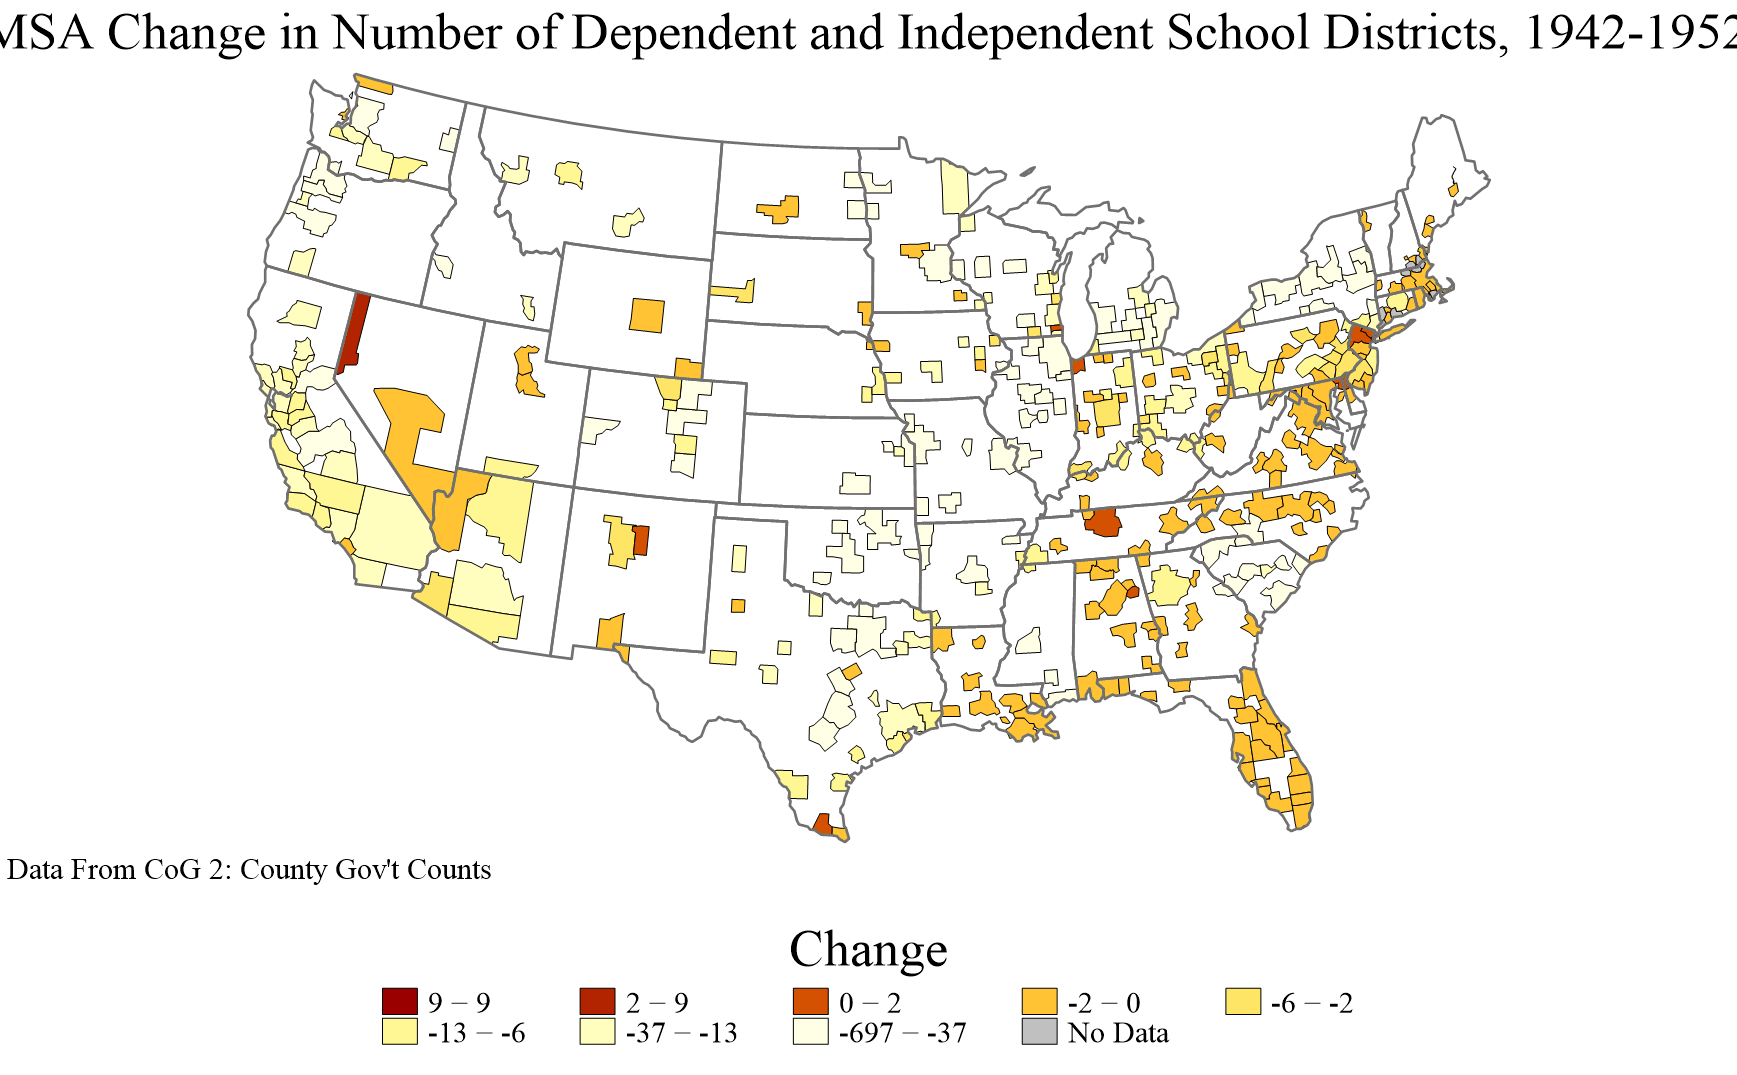 MSA Change in Number of Dependent and Independent School Districts, 1942-1952
Data From CoG 2: County Gov't Counts
Change
9 – 9
2 – 9
0 – 2
-2 – 0
-6 – -2
-13 – -6
-37 – -13
-697 – -37
No Data